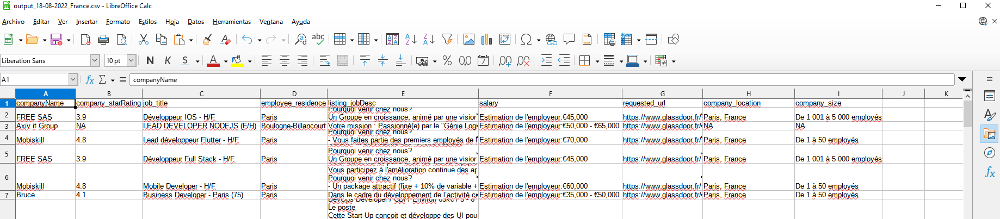 output_18-08-2022_France.csv - LibreOffice Calc
Archivo Editar Ver Insertar Formato Estilos Hoja Datos Herramientas Ventana Ayuda
Liberation Sans 10 pt N K S
A1 companyName
A B C D E F G H I J K
1 companyName company_starRating job_title employee_residence listing_jobDesc salary requested_url company_location company_size
Pourquoi venir chez nous?
2 FREE SAS 3.9 Développeur IOS - H/F Paris Un Groupe en croissance, animé par une vision Estimation de l'employeur:€45,000 https://www.glassdoor.fr/ Paris, France De 1 001 à 5 000 employés
3 Axiv it Group NA LEAD DEVELOPER NODEJS (F/H) Boulogne-Billancourt Votre mission : Passionné(e) par le "Génie Log Estimation de l'employeur:€50,000 - €65,000 https://www.glassdoor.fr/ NA NA
Pourquoi venir chez nous?
4 Mobiskill 4.8 Lead développeur Flutter - H/F Paris - Vous faites partie des premiers employés de Estimation de l'employeur:€70,000 https://www.glassdoor.fr/ Paris, France De 1 à 50 employés
Pourquoi venir chez nous?
5 FREE SAS 3.9 Développeur Full Stack - H/F Paris Un Groupe en croissance, animé par une vision Estimation de l'employeur:€45,000 https://www.glassdoor.fr/ Paris, France De 1 001 à 5 000 employés
Vous participez à l'amélioration continue des ap
Pourquoi venir chez nous?
6 Mobiskill 4.8 Mobile Developer - H/F Paris - Un package attractif (fixe + 10% de variable + Estimation de l'employeur:€60,000 https://www.glassdoor.fr/ Paris, France De 1 à 50 employés
7 Bruce 4.1 Business Developer - Paris (75) Paris Dans le cadre du développement de l'activité c Estimation de l'employeur:€35,000 - €50,000 https://www.glassdoor.fr/ Paris, France De 1 à 50 employés
Le poste
Cette Start-Up conçoit et développe des UI pou